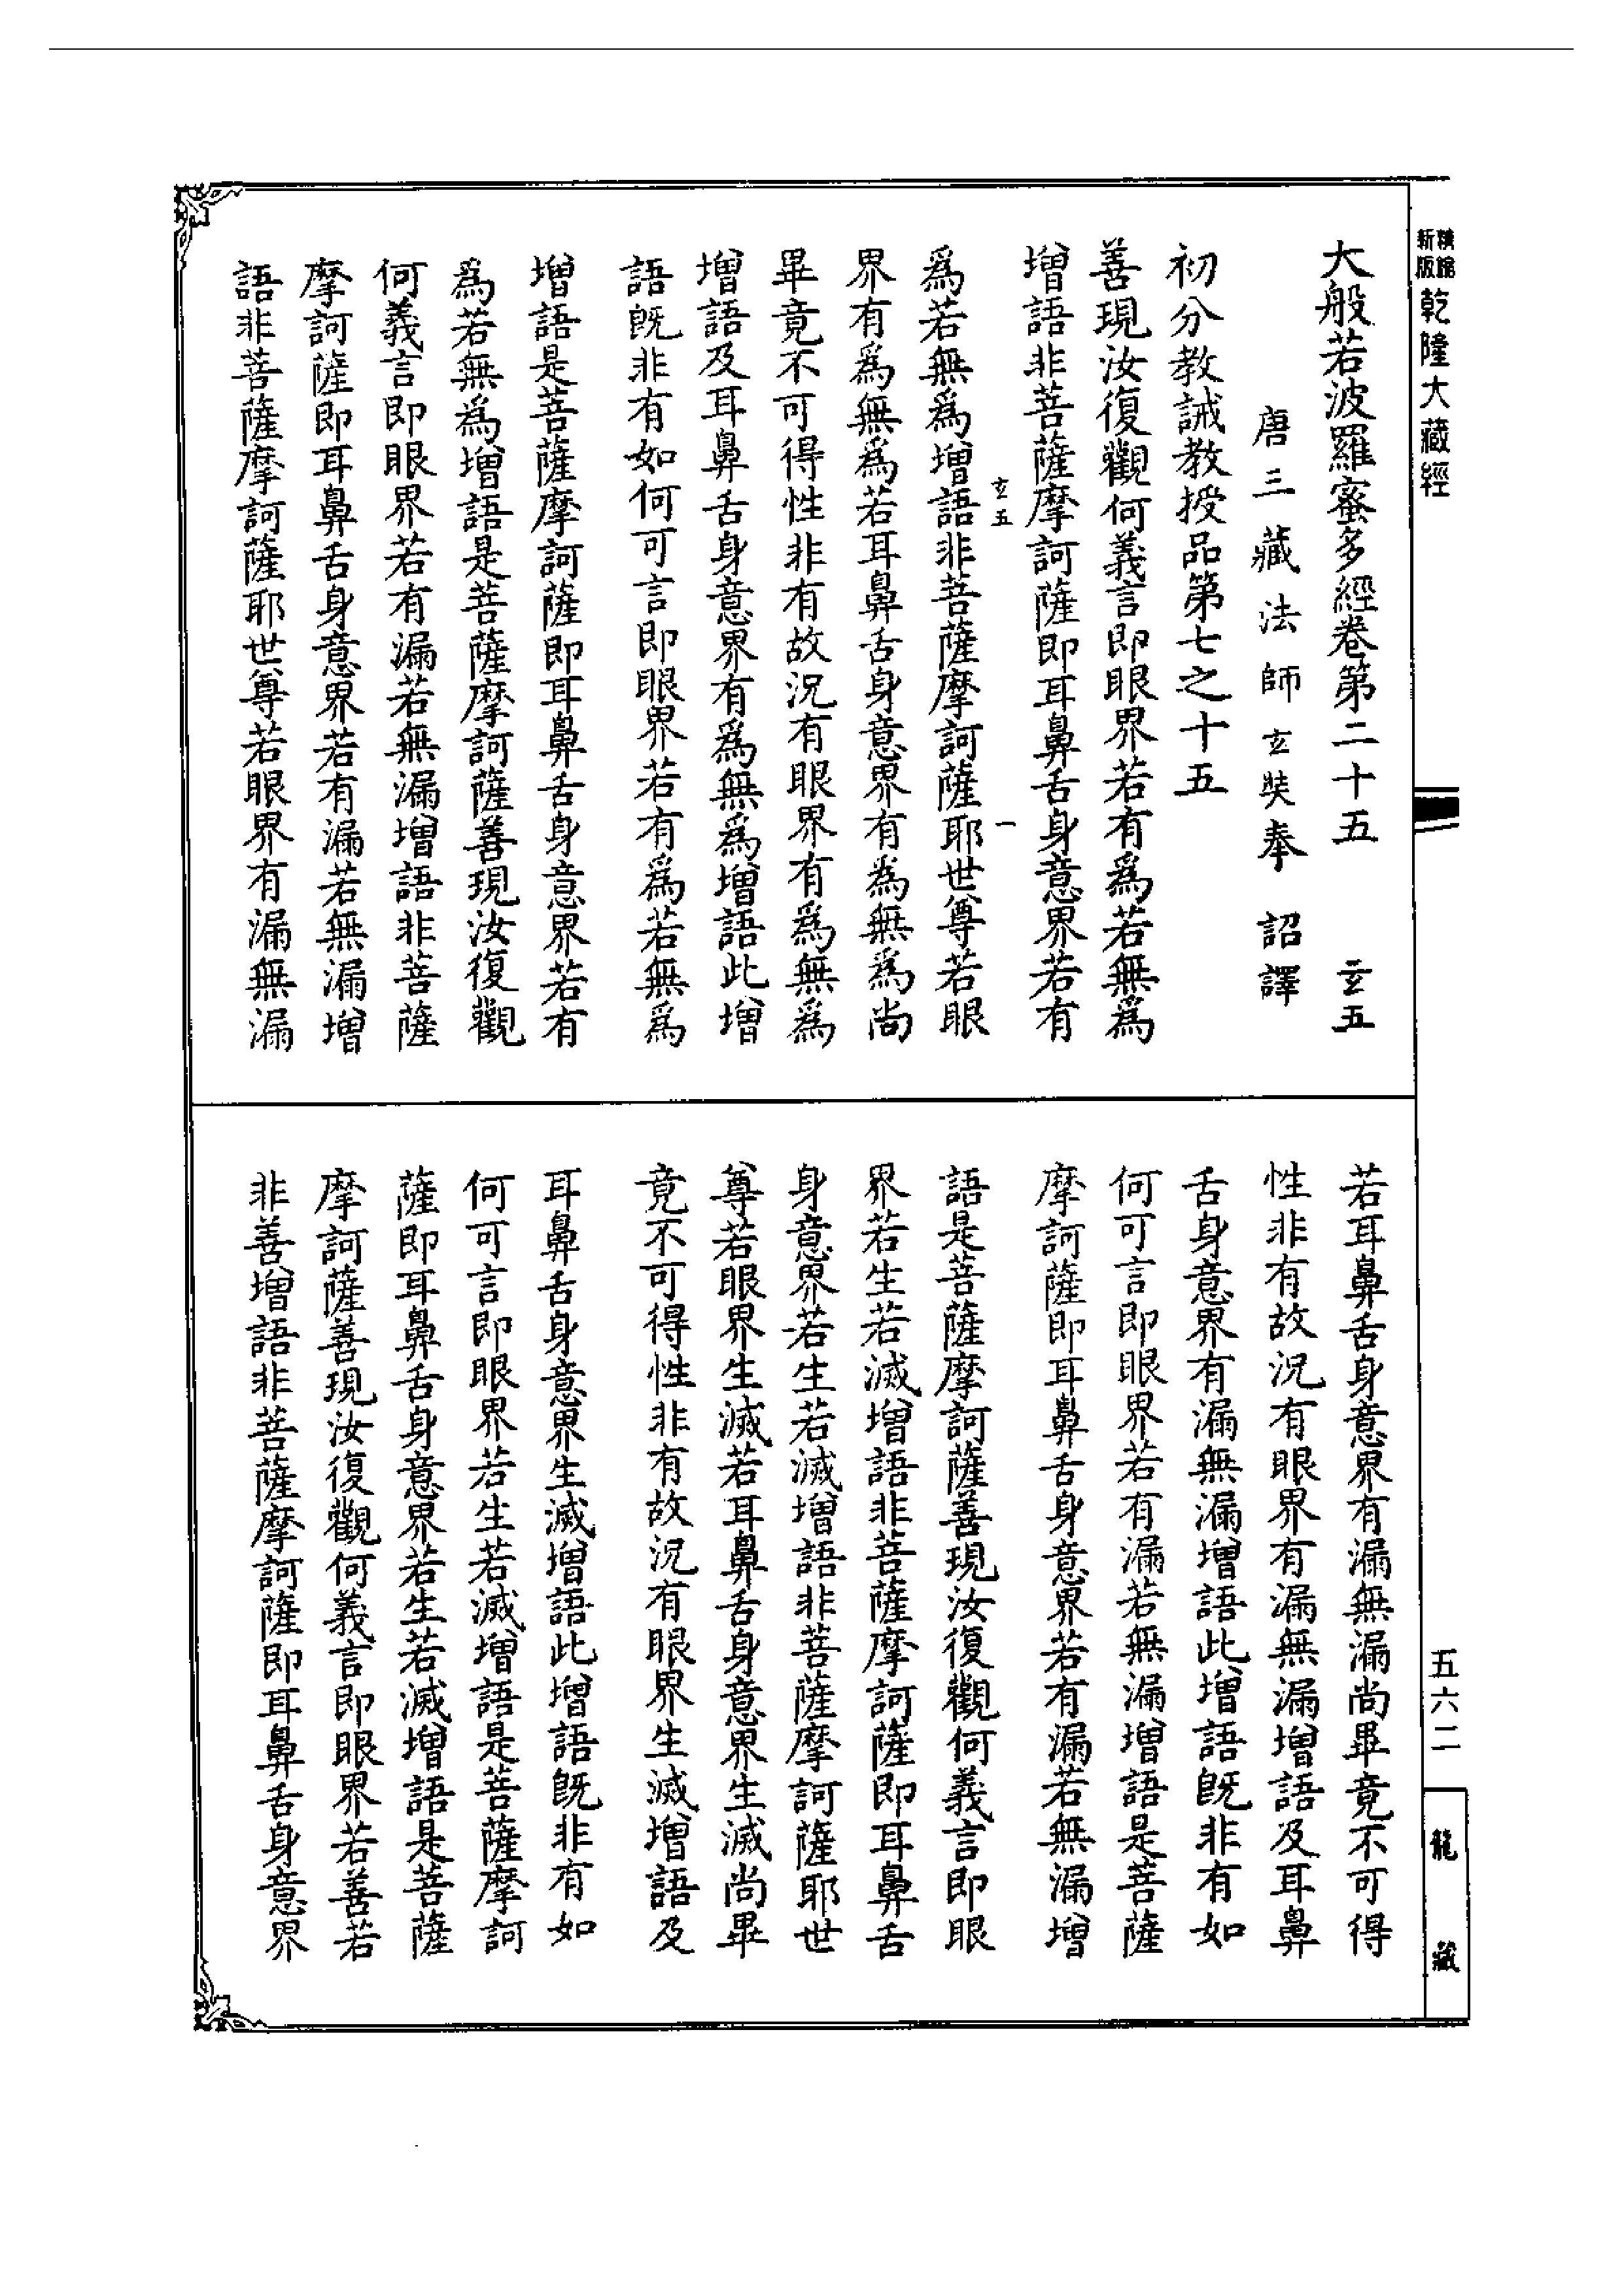 大般若波羅蜜多經卷第二十五　玄五
唐三藏法師玄奘奉　詔譯
初分教誡教授品第七之十五
善現汝復觀何義言即眼界若有爲若無爲
增語非菩薩摩訶薩即耳鼻舌身意界若有
玄五　一
爲若無爲增語非菩薩摩訶薩耶世尊若眼
界有爲無爲若耳鼻舌身意界有爲無爲尚
畢竟不可得性非有故況有眼界有爲無爲
增語及耳鼻舌身意界有爲無爲增語此增
語既非有如何可言即眼界若有爲若無爲
增語是菩薩摩訶薩即耳鼻舌身意界若有
爲若無爲增語是菩薩摩訶薩善現汝復觀
何義言即眼界若有漏若無漏增語非菩薩
摩訶薩即耳鼻舌身意界若有漏若無漏增
語非菩薩摩訶薩耶世尊若眼界有漏無漏
若耳鼻舌身意界有漏無漏尚畢竟不可得
性非有故況有眼界有漏無漏增語及耳鼻
舌身意界有漏無漏增語此增語既非有如
何可言即眼界若有漏若無漏增語是菩薩
摩訶薩即耳鼻舌身意界若有漏若無漏增
語是菩薩摩訶薩善現汝復觀何義言即眼
界若生若滅增語非菩薩摩訶薩即耳鼻舌
身意界若生若滅增語非菩薩摩訶薩耶世
尊若眼界生滅若耳鼻舌身意界生滅尚畢
竟不可得性非有故況有眼界生滅增語及
耳鼻舌身意界生滅增語此增語既非有如
何可言即眼界若生若滅增語是菩薩摩訶
薩即耳鼻舌身意界若生若滅增語是菩薩
摩訶薩善現汝復觀何義言即眼界若善若
非善增語非菩薩摩訶薩即耳鼻舌身意界
新版
乾隆大藏經
五六二
龍藏